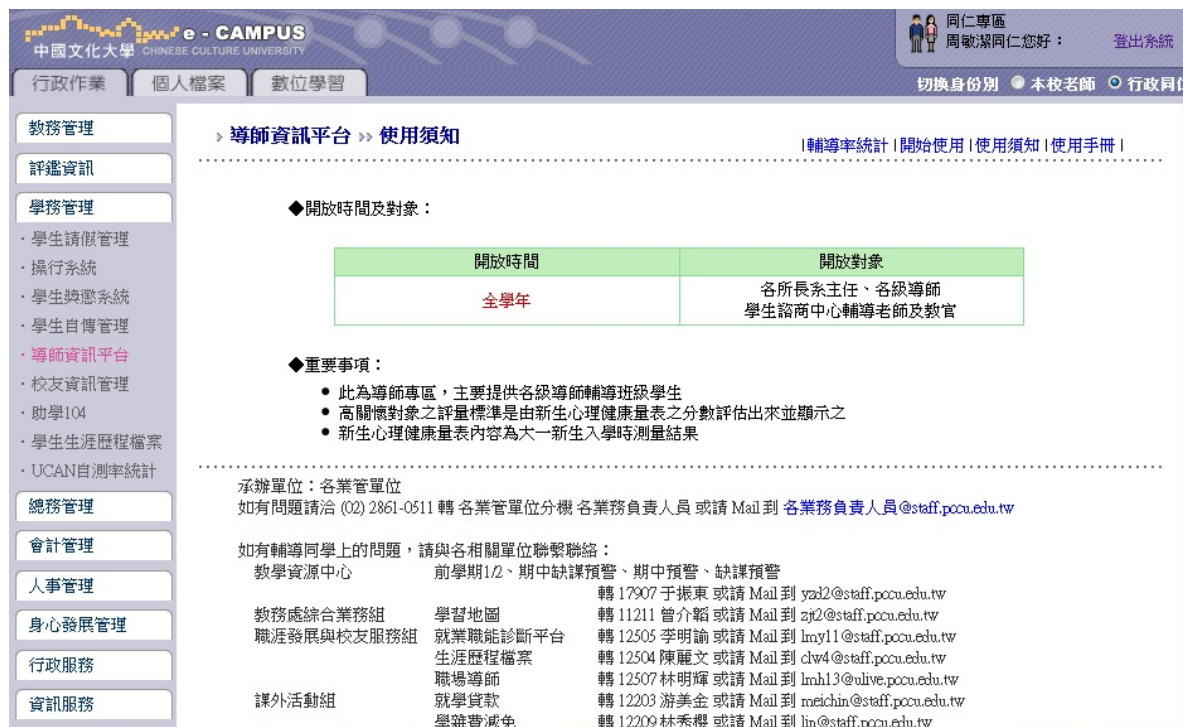 e - CAMPUS
中國文化大學 CHINESE CULTURE UNIVERSITY
同仁專區
周敏潔同仁您好：
登出系統
行政作業 個人檔案 數位學習
切換身份別 本校老師 行政同仁
教務管理
評鑑資訊
學務管理
·學生請假管理
·操行系統
·學生獎懲系統
·學生自傳管理
·導師資訊平台
·校友資訊管理
·助學104
·學生生涯歷程檔案
·UCAN自測率統計
總務管理
會計管理
人事管理
身心發展管理
行政服務
資訊服務
› 導師資訊平台 ›› 使用須知
|輔導率統計 |開始使用 |使用須知 |使用手冊 |
◆開放時間及對象：
開放時間 開放對象
全學年
各所長系主任、各級導師
學生諮商中心輔導老師及教官
◆重要事項：
● 此為導師專區，主要提供各級導師輔導班級學生
● 高關懷對象之評量標準是由新生心理健康量表之分數評估出來並顯示之
● 新生心理健康量表內容為大一新生入學時測量結果
承辦單位：各業管單位
如有問題請洽 (02) 2861-0511 轉 各業管單位分機 各業務負責人員 或請 Mail 到 各業務負責人員@staff.pccu.edu.tw
如有輔導同學上的問題，請與各相關單位聯繫聯絡：
教學資源中心 前學期1/2、期中缺課預警、期中預警、缺課預警
轉 17907 于振東 或請 Mail 到 yzd2@staff.pccu.edu.tw
教務處綜合業務組 學習地圖 轉 11211 曾介韜 或請 Mail 到 zjt2@staff.pccu.edu.tw
職涯發展與校友服務組 就業職能診斷平台 轉 12505 李明諭 或請 Mail 到 lmy11@staff.pccu.edu.tw
生涯歷程檔案 轉 12504 陳麗文 或請 Mail 到 clw4@staff.pccu.edu.tw
職場導師 轉 12507 林明輝 或請 Mail 到 lmh13@ulive.pccu.edu.tw
課外活動組 就學貸款 轉 12203 游美金 或請 Mail 到 meichin@staff.pccu.edu.tw
學雜費減免 轉 12209 林秀櫻 或請 Mail 到 lin@staff.pccu.edu.tw